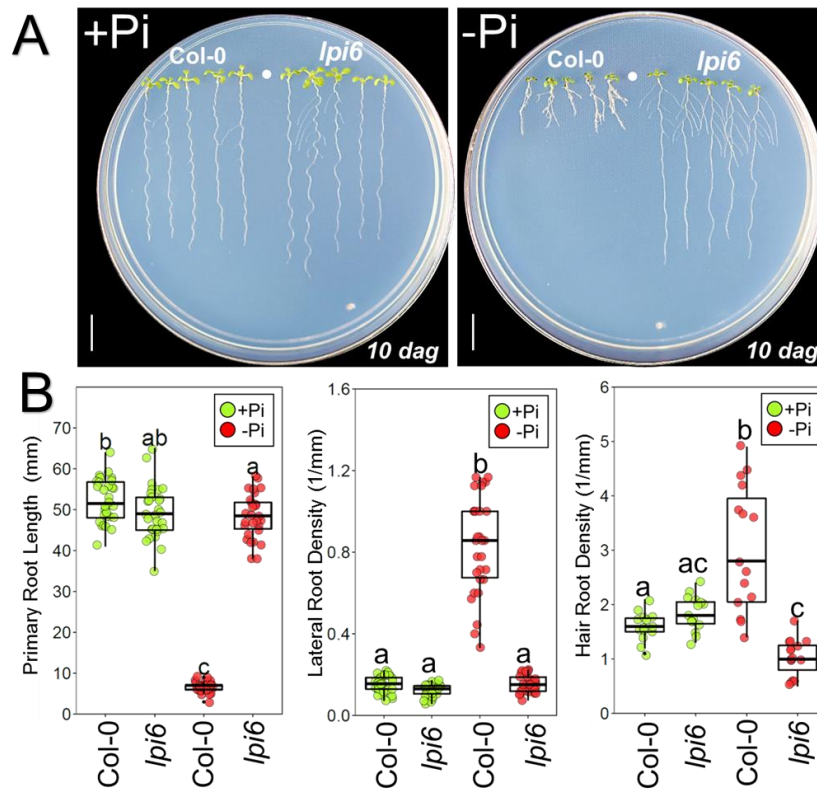 A
+Pi
Col-0
lpi6
10 dag
-Pi
Col-0
lpi6
10 dag
B
Primary Root Length (mm)
70
60
50
40
30
20
10
0
+Pi
-Pi
b
ab
c
a
Col-0
lpi6
Col-0
lpi6
Lateral Root Density (1/mm)
1.6
1.2
0.8
0.4
0.0
+Pi
-Pi
a
a
b
a
Col-0
lpi6
Col-0
lpi6
Hair Root Density (1/mm)
6
5
4
3
2
1
0
+Pi
-Pi
a
ac
b
c
Col-0
lpi6
Col-0
lpi6